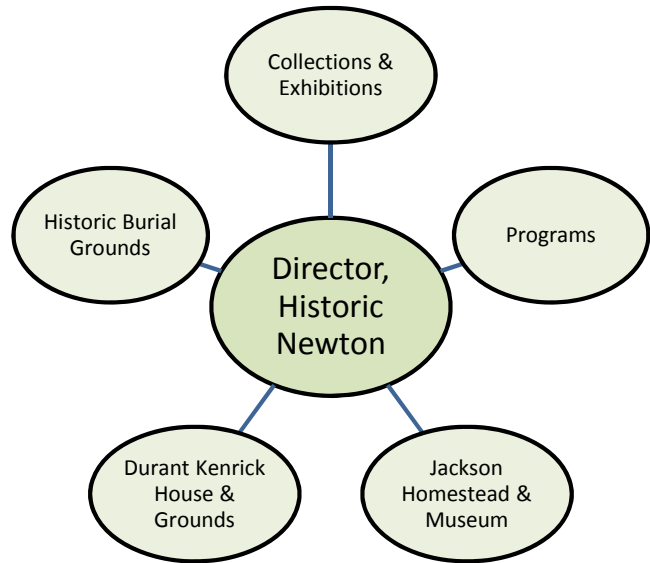 Collections &
Exhibitions
Historic Burial
Grounds
Programs
Director,
Historic
Newton
Durant Kenrick
House &
Grounds
Jackson
Homestead &
Museum